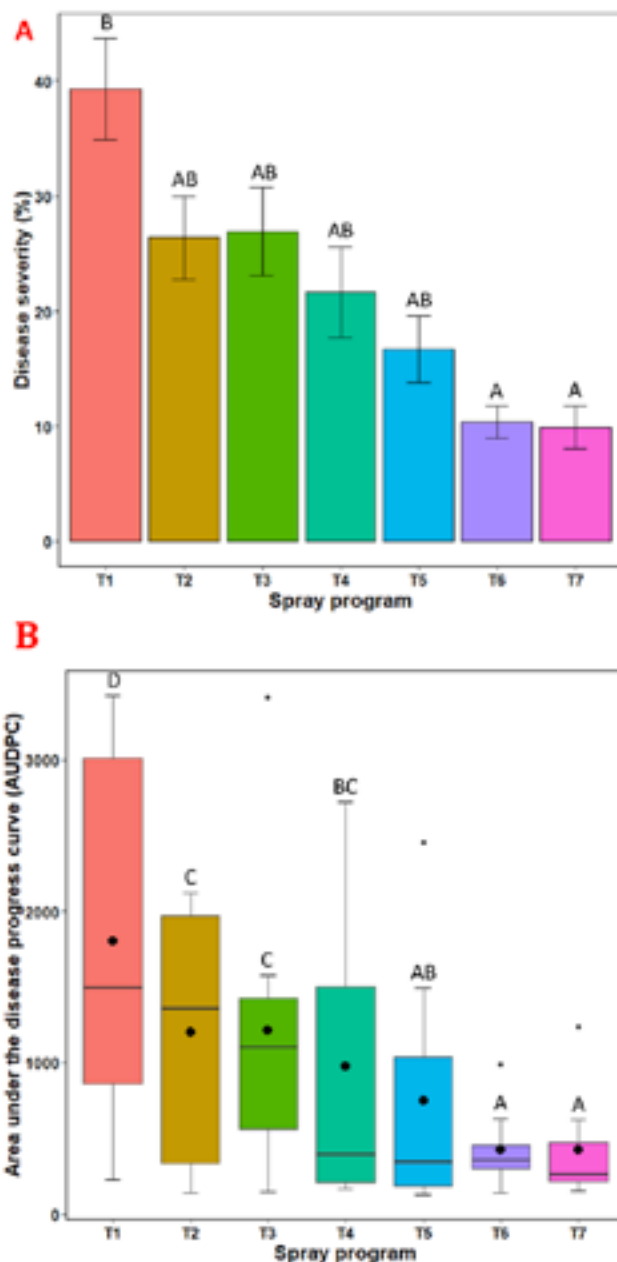 A
B
AB
AB
AB
AB
A
A
40
30
20
10
0
Disease severity (%)
T1 T2 T3 T4 T5 T6 T7
Spray program
B
D
C
C
BC
AB
A
A
3000
2000
1000
0
Area under the disease progress curve (AUDPC)
T1 T2 T3 T4 T5 T6 T7
Spray program